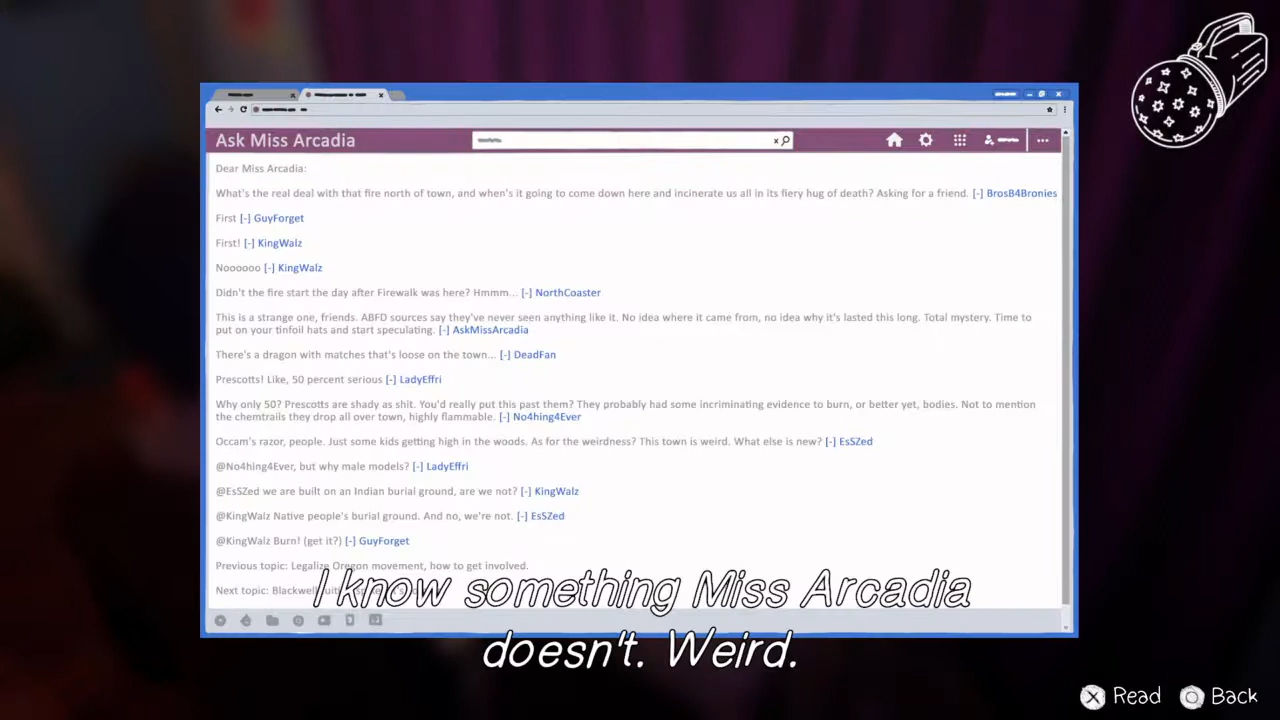 Ask Miss Arcadia
Dear Miss Arcadia:
What's the real deal with that fire north of town, and when's it going to come down here and incinerate us all in its fiery hug of death? Asking for a friend. [-] BrosB4Bronies
First [-] GuyForget
First! [-] KingWalz
Noooooo [-] KingWalz
Didn't the fire start the day after Firewalk was here? Hmmm... [-] NorthCoaster
This is a strange one, friends. ABFD sources say they've never seen anything like it. No idea where it came from, no idea why it's lasted this long. Total mystery. Time to
put on your tinfoil hats and start speculating. [-] AskMissArcadia
There's a dragon with matches that's loose on the town... [-] DeadFan
Prescotts! Like, 50 percent serious [-] LadyEffri
Why only 50? Prescotts are shady as shit. You'd really put this past them? They probably had some incriminating evidence to burn, or better yet, bodies. Not to mention
the chemtrails they drop all over town, highly flammable. [-] No4hing4Ever
Occam's razor, people. Just some kids getting high in the woods. As for the weirdness? This town is weird. What else is new? [-] EsSZed
@No4hing4Ever, but why male models? [-] LadyEffri
@EsSZed we are built on an Indian burial ground, are we not? [-] KingWalz
@KingWalz Native people's burial ground. And no, we're not. [-] EsSZed
@KingWalz Burn! (get it?) [-] GuyForget
Previous topic: Legalize Oregon movement, how to get involved.
Next topic: Blackwell
I know something Miss Arcadia
doesn't. Weird.
Read Back